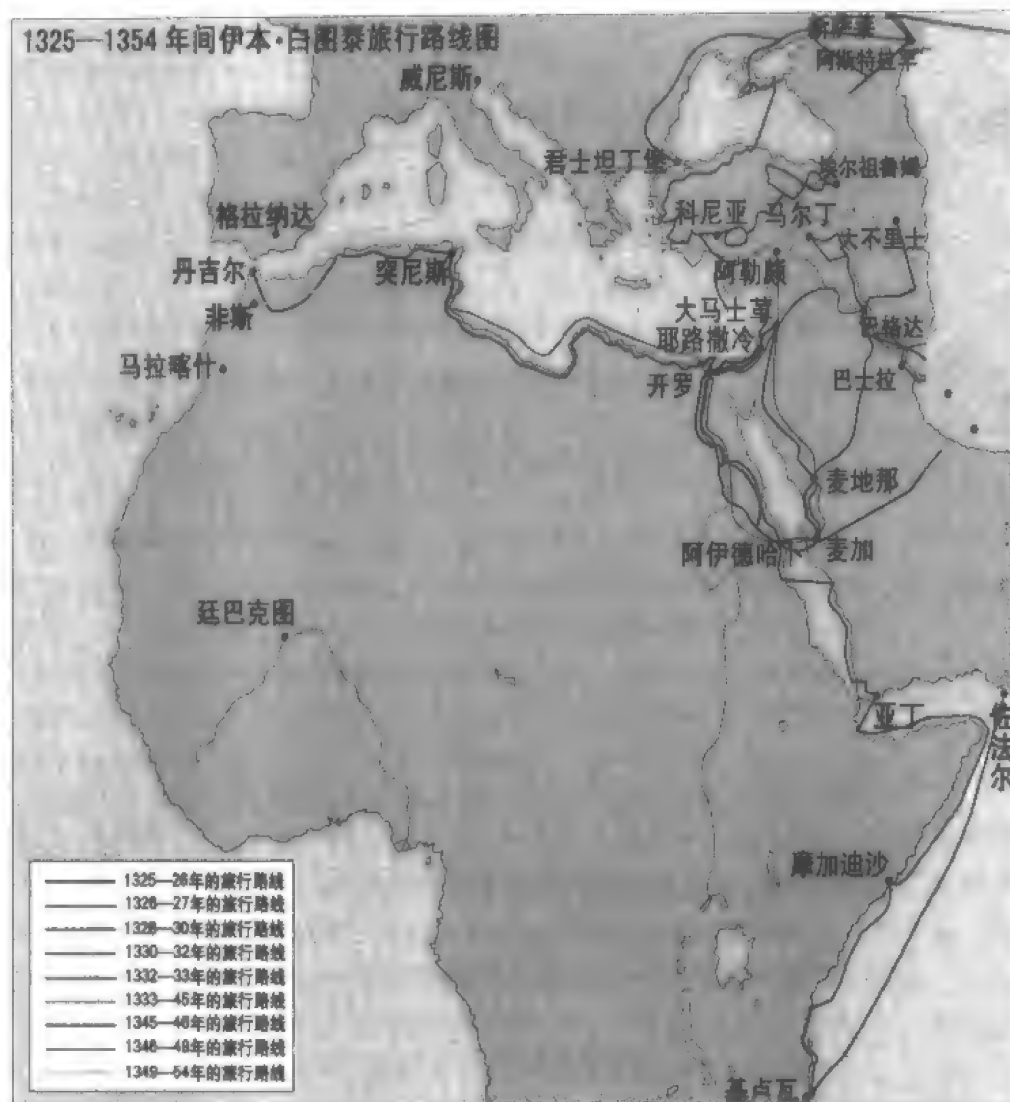 1325—1354年间伊本·白图泰旅行路线图
新萨莱
阿斯特拉罕
威尼斯
君士坦丁堡
埃尔祖鲁姆
格拉纳达
科尼亚
马尔丁
大不里士
丹吉尔
突尼斯
阿勒颇
非斯
大马士革
巴格达
耶路撒冷
马拉喀什
开罗
巴士拉
麦地那
阿伊德哈卜
麦加
廷巴克图
亚丁
佐法尔
摩加迪沙
1325—26年的旅行路线
1326—27年的旅行路线
1328—30年的旅行路线
1330—32年的旅行路线
1332—33年的旅行路线
1333—45年的旅行路线
1345—46年的旅行路线
1346—49年的旅行路线
1349—54年的旅行路线
基卢瓦